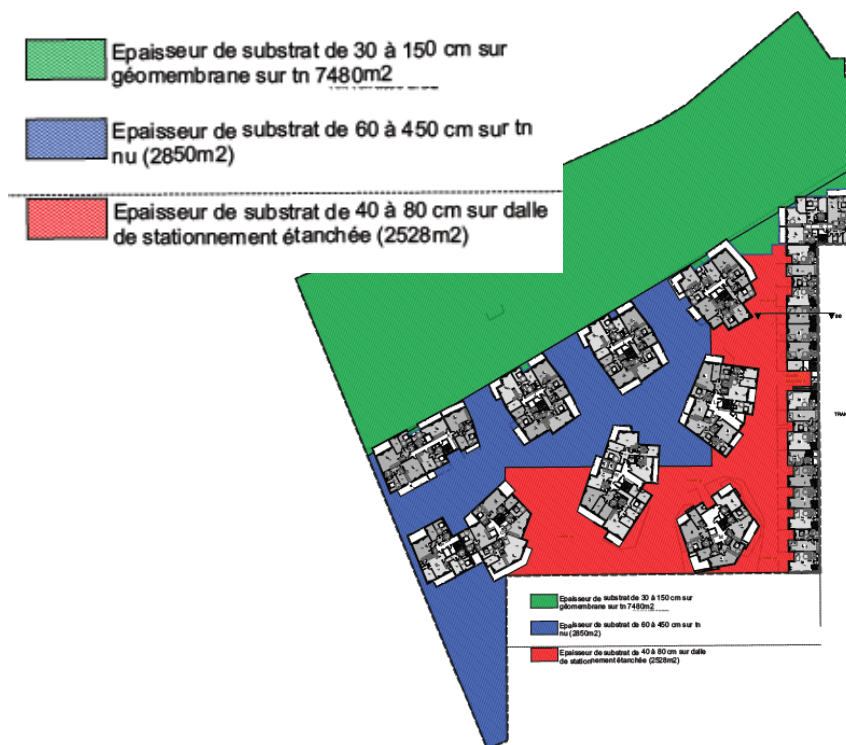 Epaisseur de substrat de 30 à 150 cm sur
géomembrane sur tn 7480m2
Epaisseur de substrat de 60 à 450 cm sur tn
nu (2850m2)
Epaisseur de substrat de 40 à 80 cm sur dalle
de stationnement étanchée (2528m2)
TRAN
Epaisseur de substrat de 30 à 150 cm sur
géomembrane sur tn 7480m2
Epaisseur de substrat de 60 à 450 cm sur tn
nu (2850m2)
Epaisseur de substrat de 40 à 80 cm sur dalle
de stationnement étanchée (2528m2)